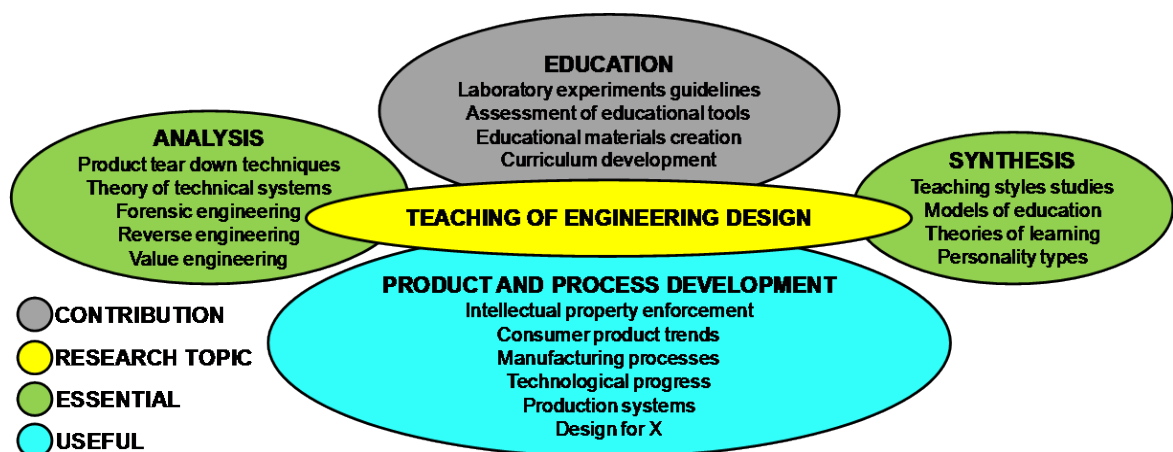 EDUCATION
Laboratory experiments guidelines
Assessment of educational tools
Educational materials creation
Curriculum development
ANALYSIS
Product tear down techniques
Theory of technical systems
Forensic engineering
Reverse engineering
Value engineering
SYNTHESIS
Teaching styles studies
Models of education
Theories of learning
Personality types
TEACHING OF ENGINEERING DESIGN
PRODUCT AND PROCESS DEVELOPMENT
Intellectual property enforcement
Consumer product trends
Manufacturing processes
Technological progress
Production systems
Design for X
CONTRIBUTION
RESEARCH TOPIC
ESSENTIAL
USEFUL